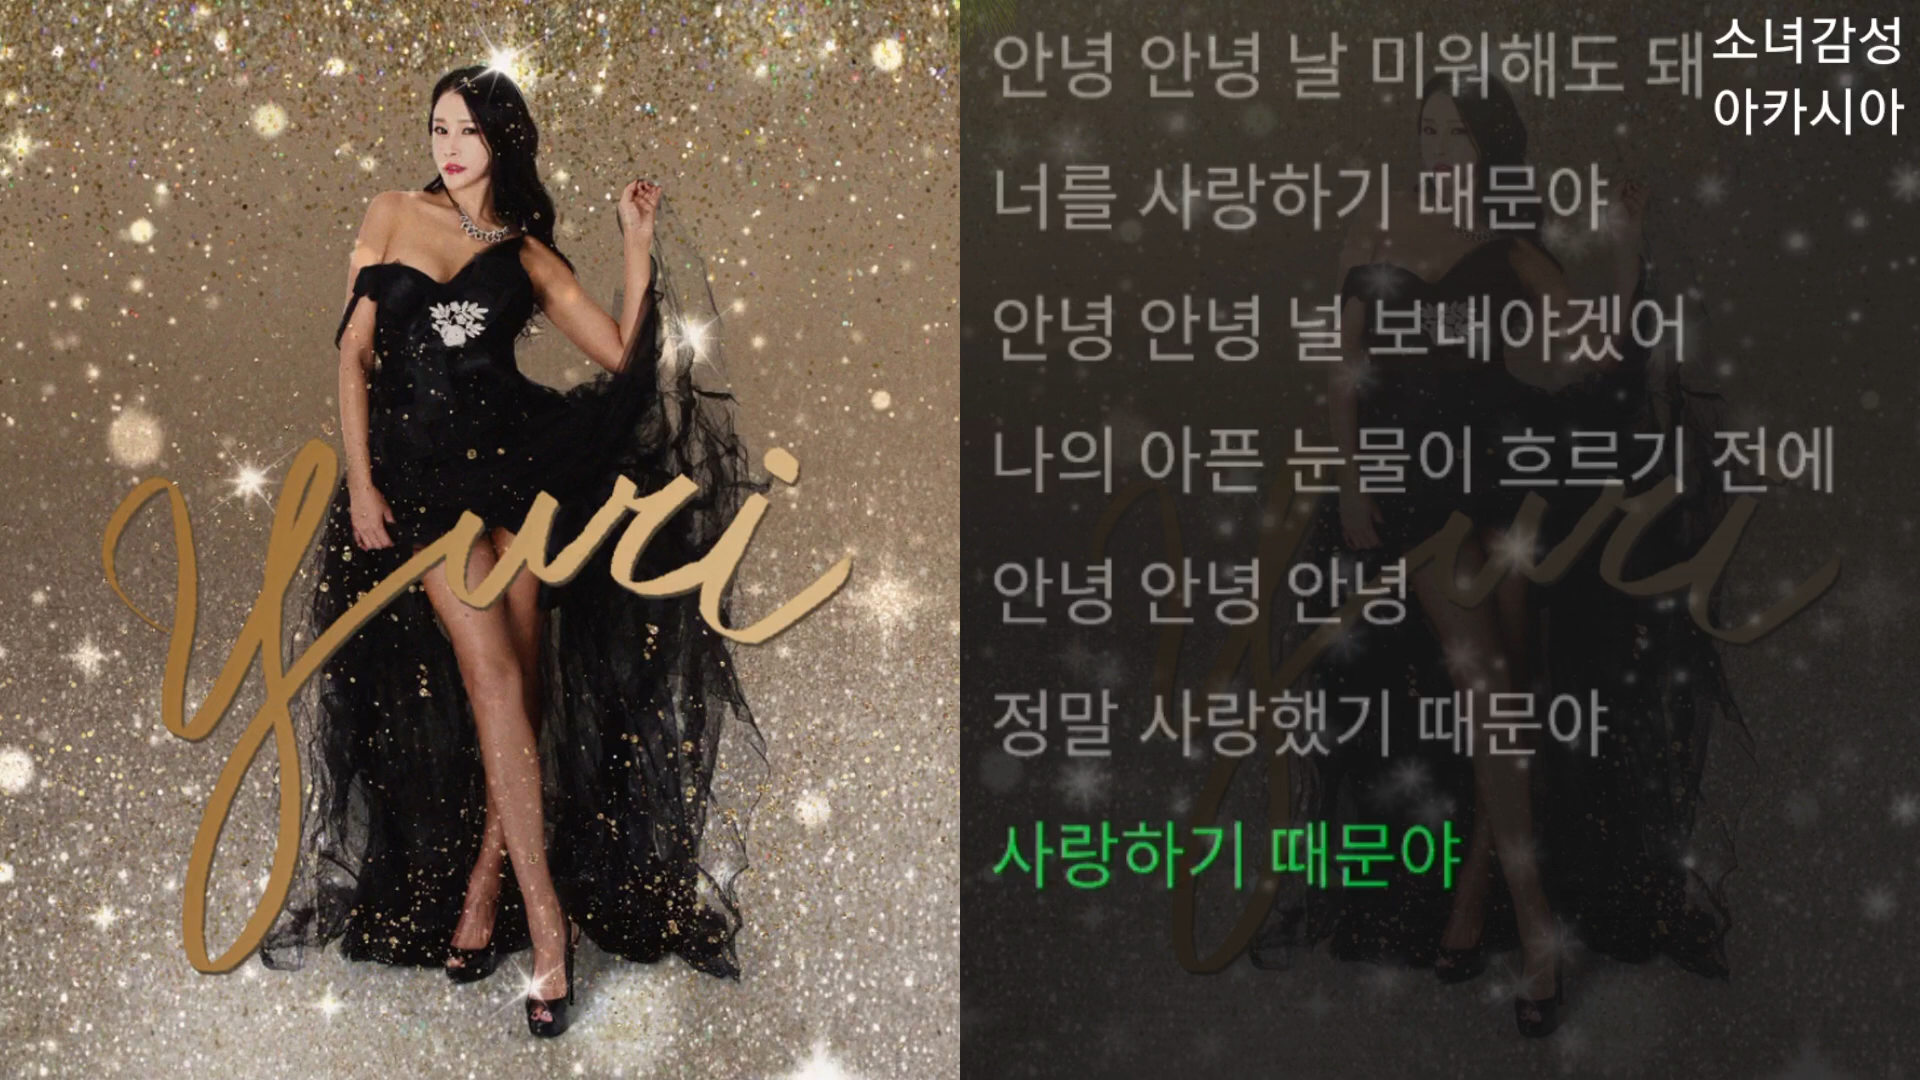 Yuri
소녀감성
아카시아
안녕 안녕 날 미워해도 돼
너를 사랑하기 때문야
안녕 안녕 널 보내야겠어
나의 아픈 눈물이 흐르기 전에
안녕 안녕 안녕
정말 사랑했기 때문야
사랑하기 때문야